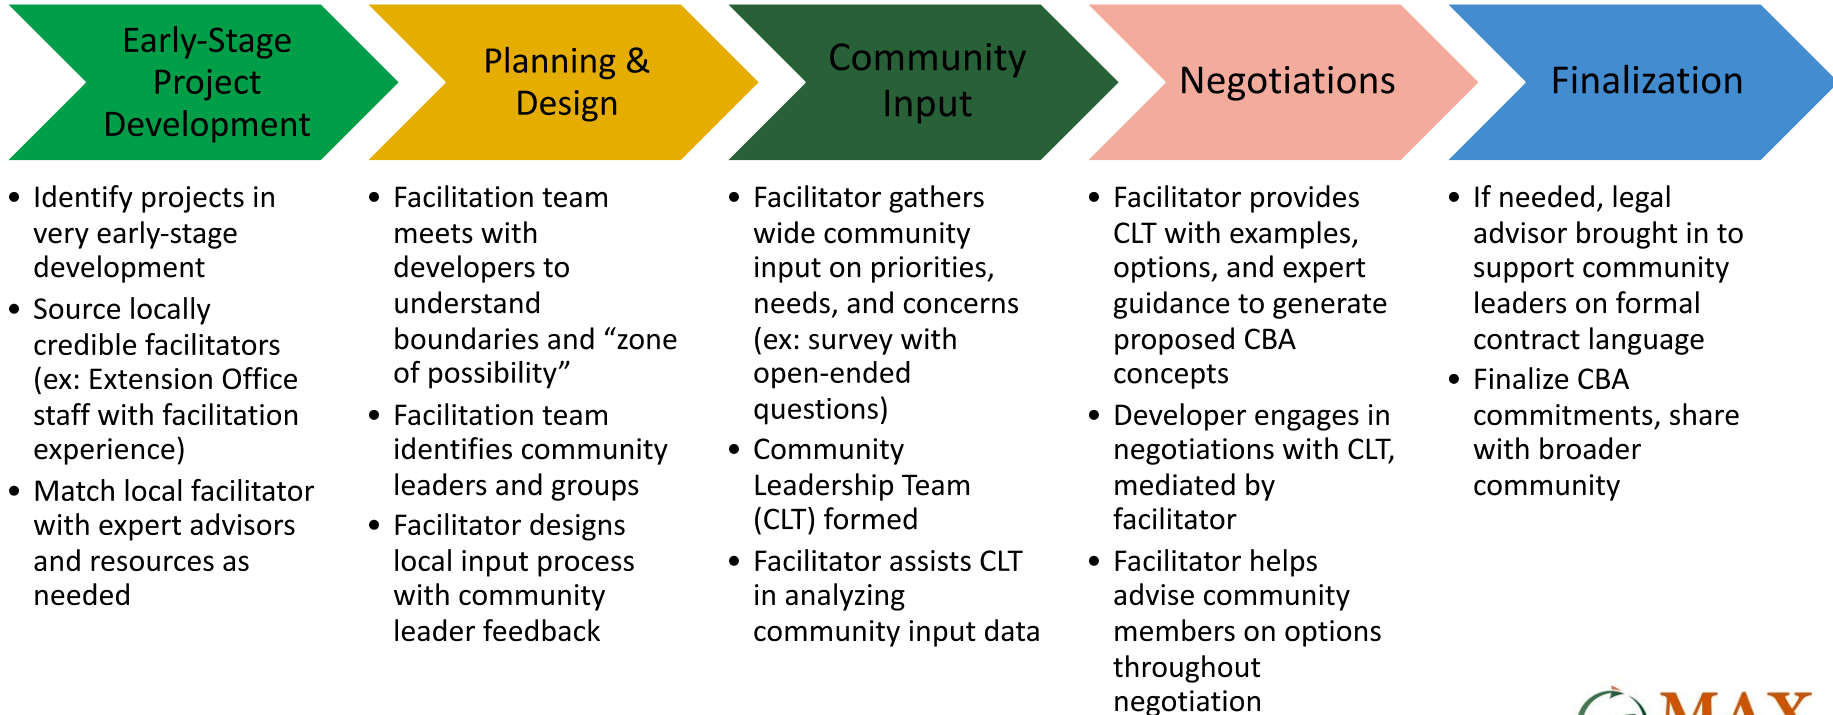 Early-Stage
Project
Development
Planning &
Design
Community
Input
Negotiations
Finalization
• Identify projects in
very early-stage
development
• Source locally
credible facilitators
(ex: Extension Office
staff with facilitation
experience)
• Match local facilitator
with expert advisors
and resources as
needed
• Facilitation team
meets with
developers to
understand
boundaries and “zone
of possibility”
• Facilitation team
identifies community
leaders and groups
• Facilitator designs
local input process
with community
leader feedback
• Facilitator gathers
wide community
input on priorities,
needs, and concerns
(ex: survey with
open-ended
questions)
• Community
Leadership Team
(CLT) formed
• Facilitator assists CLT
in analyzing
community input data
• Facilitator provides
CLT with examples,
options, and expert
guidance to generate
proposed CBA
concepts
• Developer engages in
negotiations with CLT,
mediated by
facilitator
• Facilitator helps
advise community
members on options
throughout
negotiation
• If needed, legal
advisor brought in to
support community
leaders on formal
contract language
• Finalize CBA
commitments, share
with broader
community
MAX